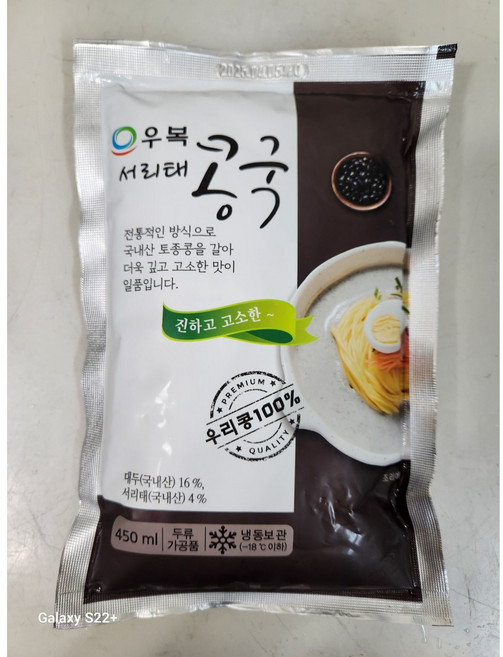 우복
서리태
콩국
전통적인 방식으로
국내산 토종콩을 갈아
더욱 깊고 고소한 맛이
일품입니다.
진하고 고소한 ~
PREMIUM
우리콩100%
QUALITY
대두(국내산) 16 %,
서리태(국내산) 4 %
450 ml
두류
가공품
냉동보관
(-18 ℃ 이하)
Galaxy S22+